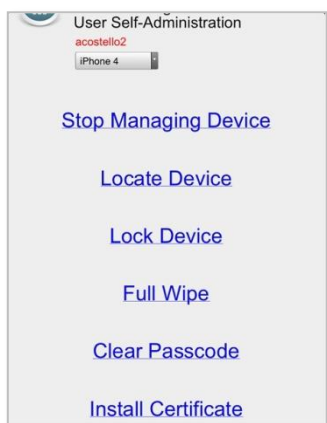 User Self-Administration
acostello2
iPhone 4
Stop Managing Device
Locate Device
Lock Device
Full Wipe
Clear Passcode
Install Certificate